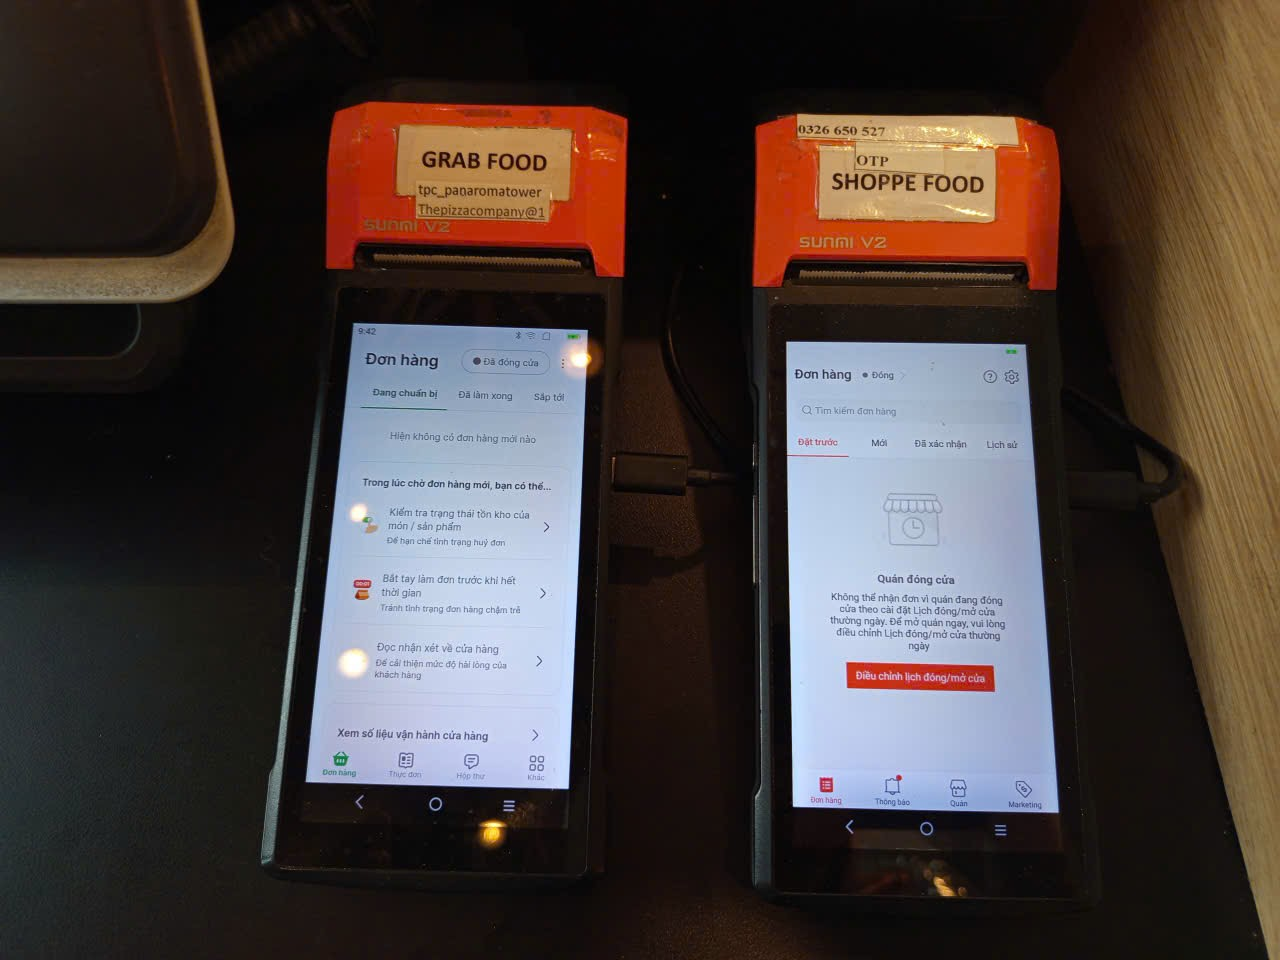 GRAB FOOD
tpc_panaromatower
Thepizzacompany@1
SUNMI V2
9:42
Đơn hàng
Đã đóng cửa
Đang chuẩn bị
Đã làm xong
Sắp tới
Hiện không có đơn hàng mới nào
Trong lúc chờ đơn hàng mới, bạn có thể...
Kiểm tra trạng thái tồn kho của
món / sản phẩm
Để hạn chế tình trạng huỷ đơn
Bắt tay làm đơn trước khi hết
thời gian
Tránh tình trạng đơn hàng chậm trễ
Đọc nhận xét về cửa hàng
Để cải thiện mức độ hài lòng của
khách hàng
Xem số liệu vận hành cửa hàng
Đơn hàng
Thực đơn
Hộp thư
Khác
0326 650 527
OTP
SHOPPE FOOD
SUNMI V2
Đơn hàng
Đóng
Tìm kiếm đơn hàng
Đặt trước
Mới
Đã xác nhận
Lịch sử
Quán đóng cửa
Không thể nhận đơn vì quán đang đóng
cửa theo cài đặt Lịch đóng/mở cửa
thường ngày. Để mở quán ngay, vui lòng
điều chỉnh Lịch đóng/mở cửa thường
ngày
Điều chỉnh lịch đóng/mở cửa
Đơn hàng
Thông báo
Quán
Marketing